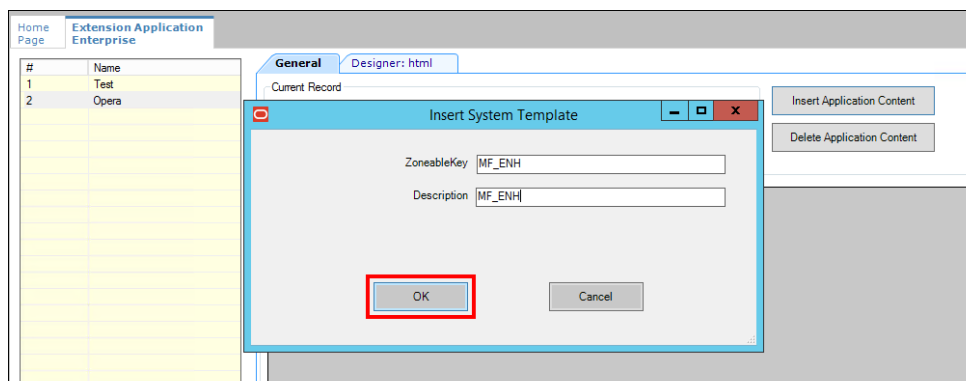 Home Page
Extension Application Enterprise
# Name
1 Test
2 Opera
General
Designer: html
Current Record
Insert Application Content
Delete Application Content
Insert System Template
ZoneableKey MF_ENH
Description MF_ENH
OK
Cancel